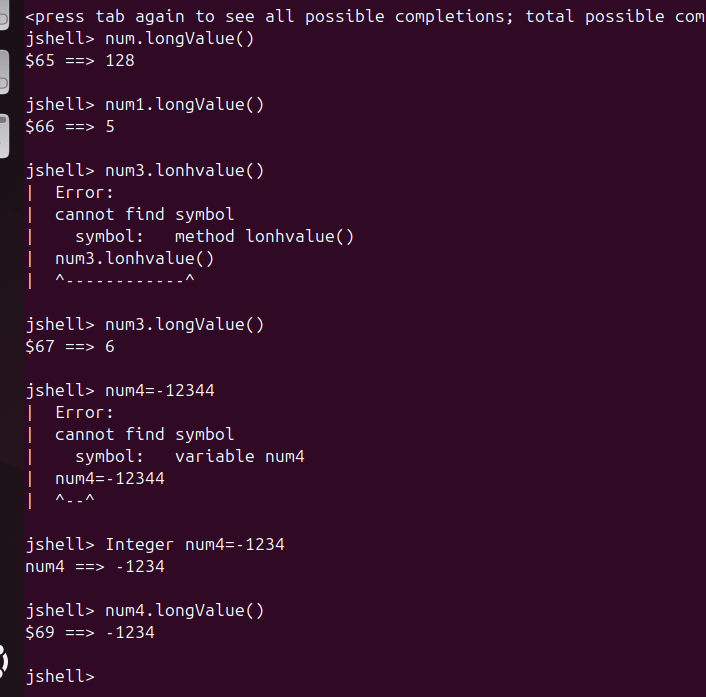 <press tab again to see all possible completions; total possible com
jshell> num.longValue()
$65 ==> 128
jshell> num1.longValue()
$66 ==> 5
jshell> num3.lonhvalue()
|  Error:
|  cannot find symbol
|    symbol:   method lonhvalue()
|  num3.lonhvalue()
|  ^------------^
jshell> num3.longValue()
$67 ==> 6
jshell> num4=-12344
|  Error:
|  cannot find symbol
|    symbol:   variable num4
|  num4=-12344
|  ^--^
jshell> Integer num4=-1234
num4 ==> -1234
jshell> num4.longValue()
$69 ==> -1234
jshell>